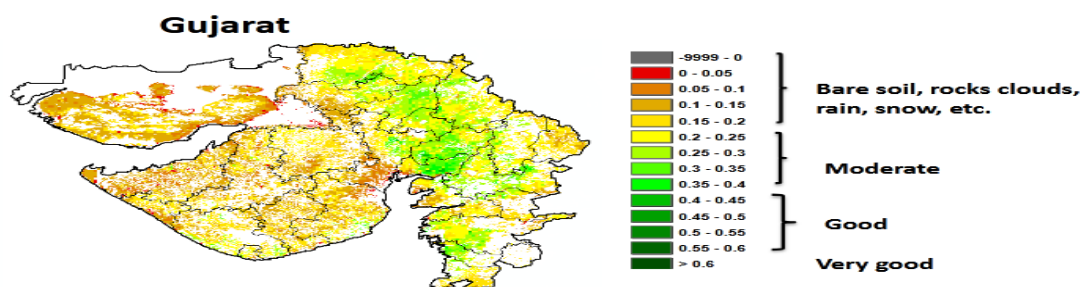 Gujarat
-9999 - 0
0 - 0.05
0.05 - 0.1
0.1 - 0.15
0.15 - 0.2
0.2 - 0.25
0.25 - 0.3
0.3 - 0.35
0.35 - 0.4
0.4 - 0.45
0.45 - 0.5
0.5 - 0.55
0.55 - 0.6
> 0.6
Bare soil, rocks clouds,
rain, snow, etc.
Moderate
Good
Very good